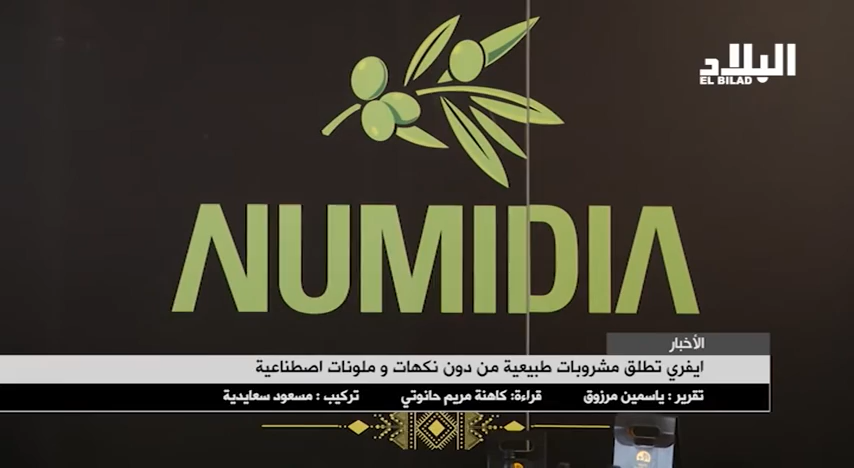 البلاد
EL BILAD
NUMIDIA
الأخبار
ايفري تطلق مشروبات طبيعية من دون نكهات و ملونات اصطناعية
تقرير : ياسمين مرزوق قراءة: كاهنة مريم حانوتي تركيب : مسعود سعايدية